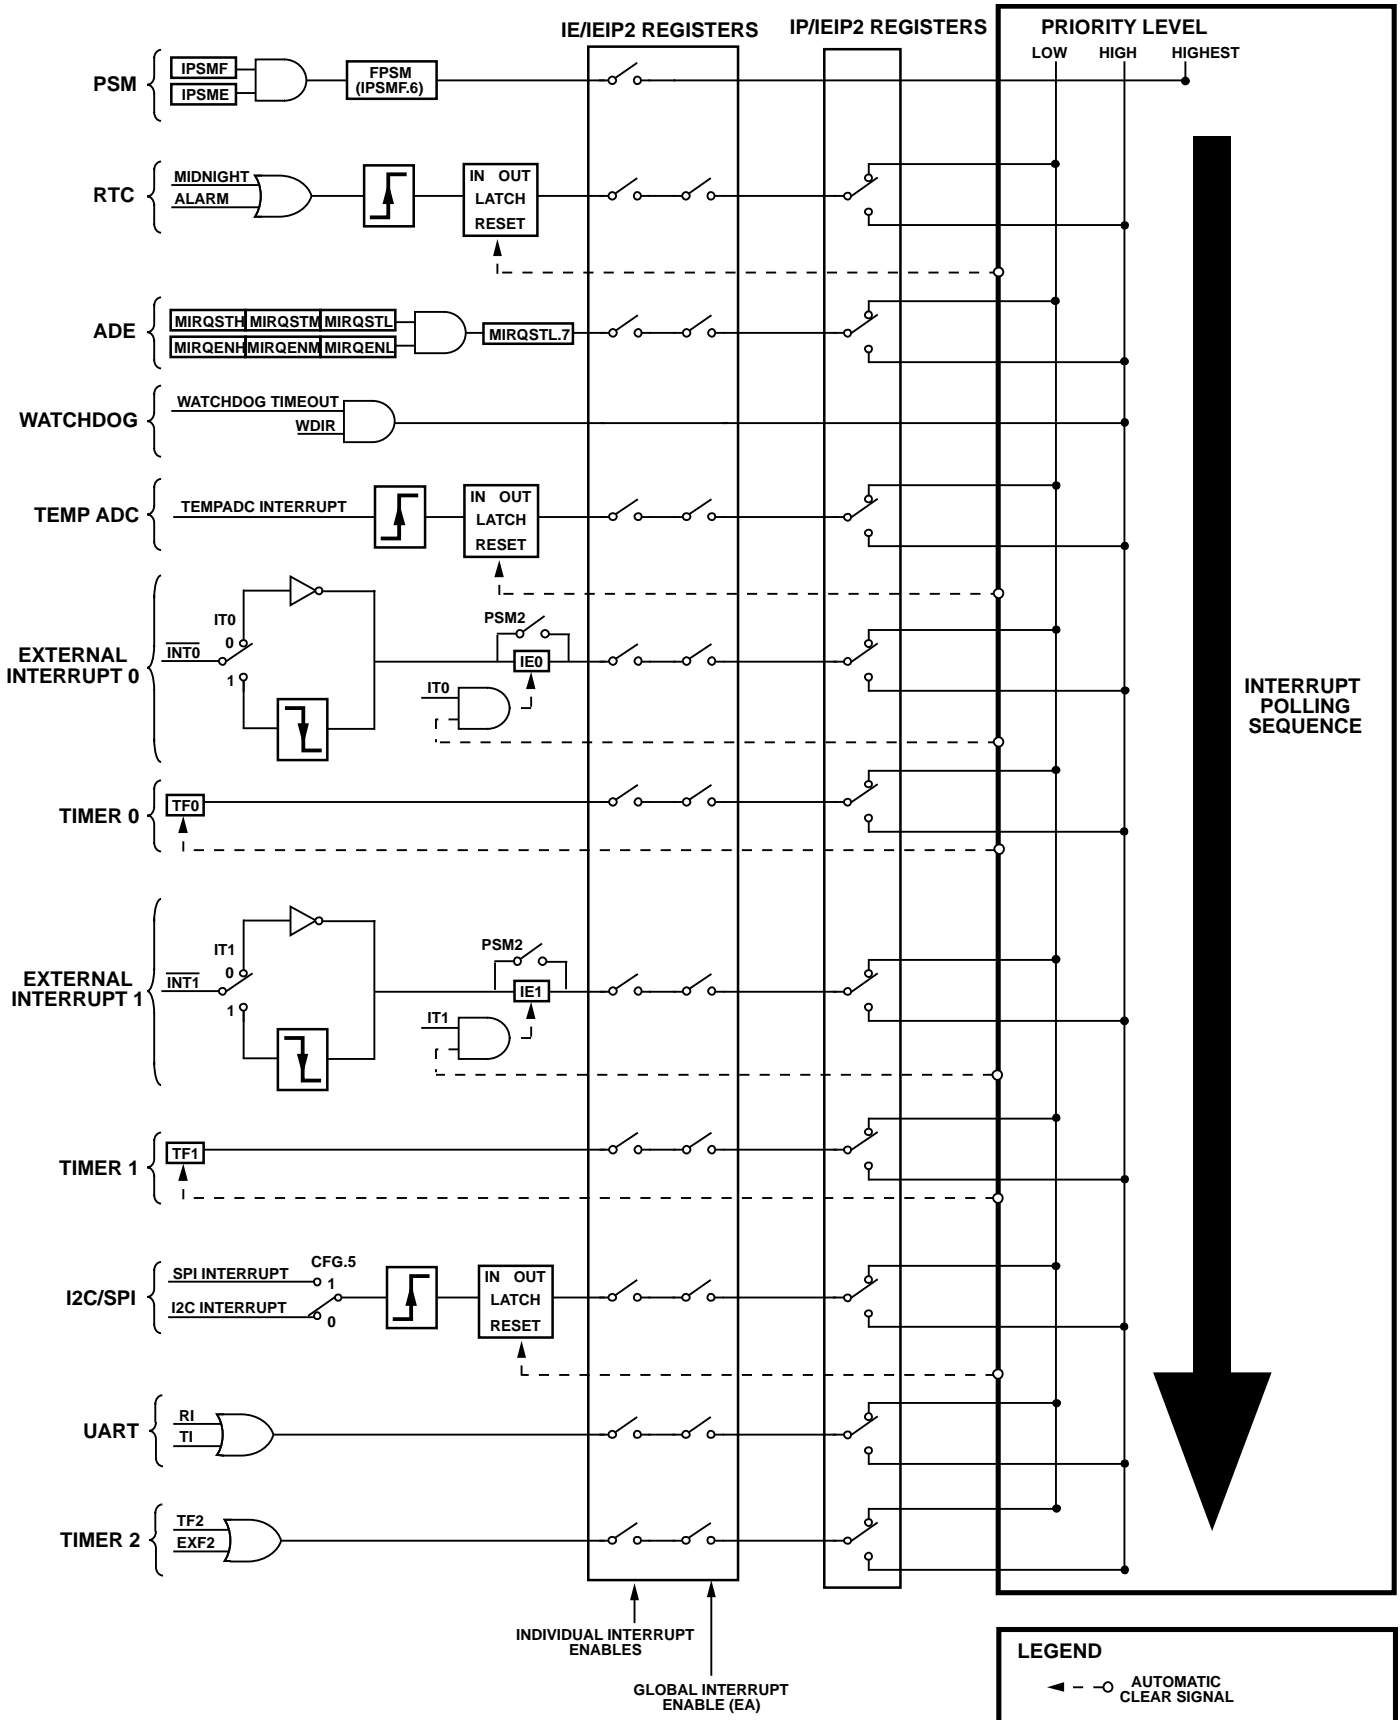 IE/IEIP2 REGISTERS
IP/IEIP2 REGISTERS
PRIORITY LEVEL
LOW
HIGH
HIGHEST
PSM
IPSMF
IPSME
FPSM
(IPSMF.6)
RTC
MIDNIGHT
ALARM
IN OUT
LATCH
RESET
ADE
MIRQSTH
MIRQSTM
MIRQSTL
MIRQENH
MIRQENM
MIRQENL
MIRQSTL.7
WATCHDOG
WATCHDOG TIMEOUT
WDIR
TEMP ADC
TEMPADC INTERRUPT
IN OUT
LATCH
RESET
EXTERNAL
INTERRUPT 0
INT0
IT0
0
1
PSM2
IE0
IT0
INTERRUPT
POLLING
SEQUENCE
TIMER 0
TF0
EXTERNAL
INTERRUPT 1
INT1
IT1
0
1
PSM2
IE1
IT1
TIMER 1
TF1
I2C/SPI
SPI INTERRUPT
I2C INTERRUPT
CFG.5
1
0
IN OUT
LATCH
RESET
UART
RI
TI
TIMER 2
TF2
EXF2
INDIVIDUAL INTERRUPT
ENABLES
GLOBAL INTERRUPT
ENABLE (EA)
LEGEND
AUTOMATIC
CLEAR SIGNAL